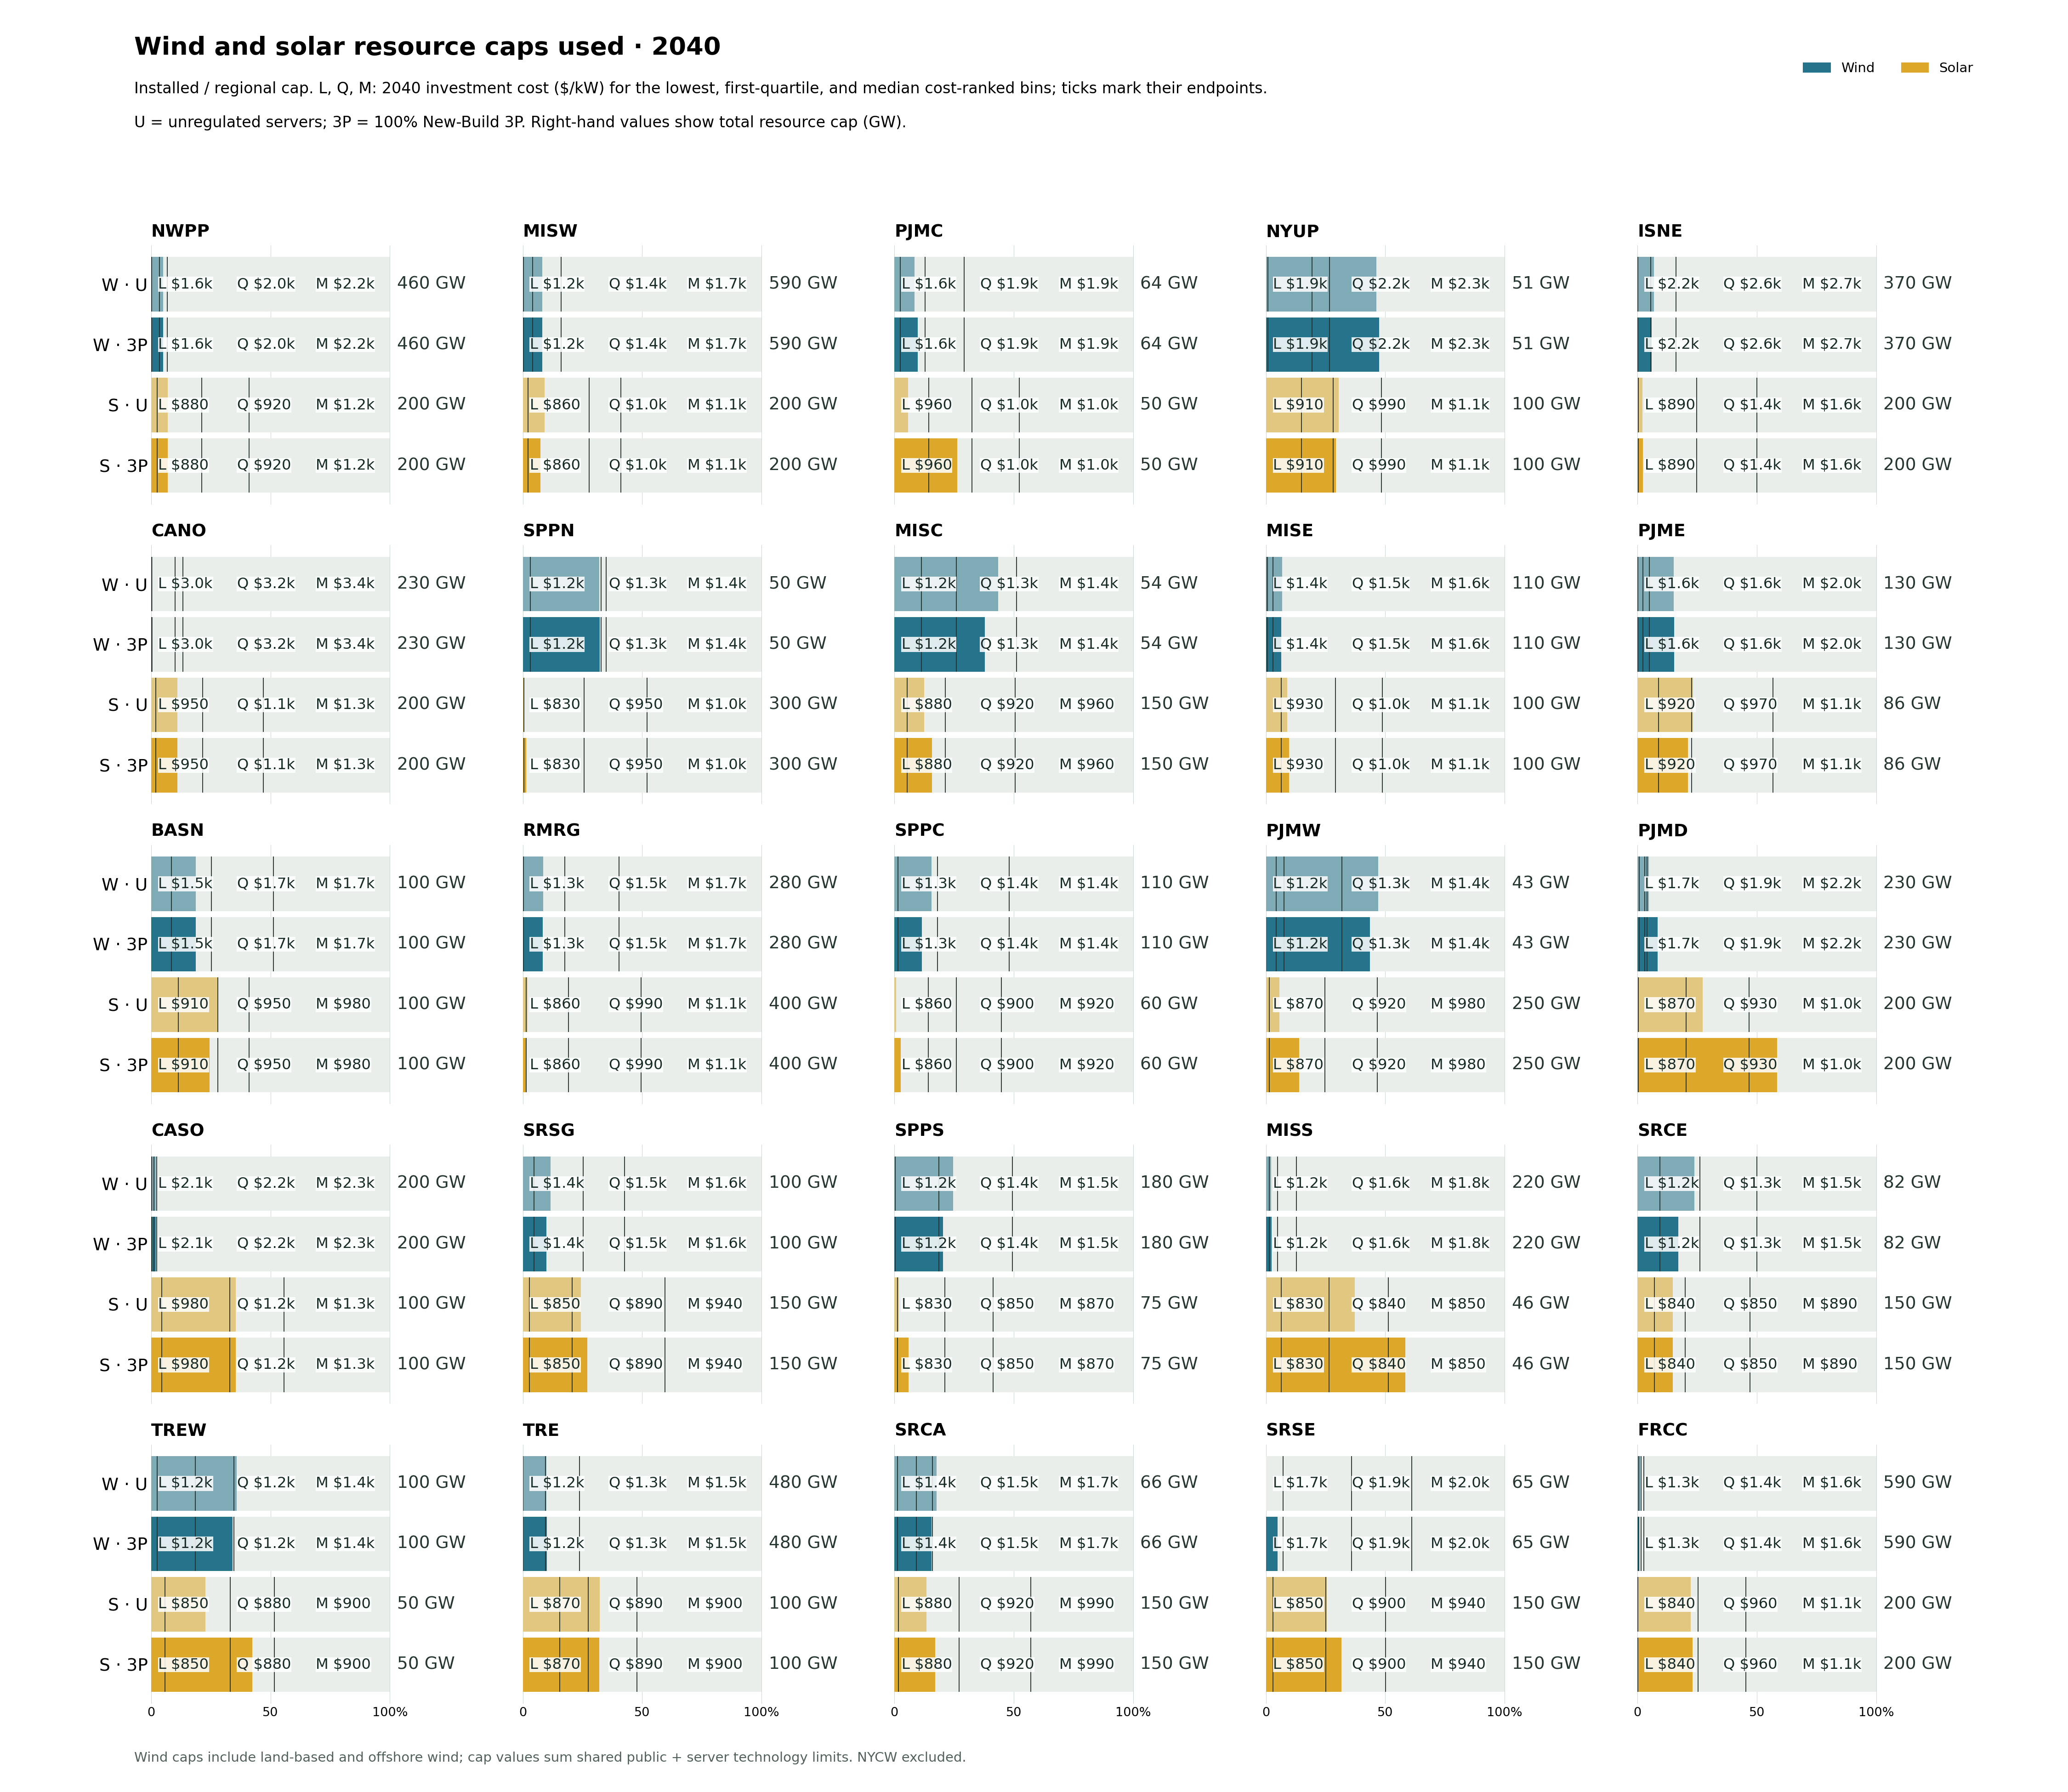 Wind and solar resource caps used · 2040
Wind Solar
Installed / regional cap. L, Q, M: 2040 investment cost ($/kW) for the lowest, first-quartile, and median cost-ranked bins; ticks mark their endpoints.
U = unregulated servers; 3P = 100% New-Build 3P. Right-hand values show total resource cap (GW).
NWPP MISW PJMC NYUP ISNE
W · U L $1.6k Q $2.0k M $2.2k 460 GW L $1.2k Q $1.4k M $1.7k 590 GW L $1.6k Q $1.9k M $1.9k 64 GW L $1.9k Q $2.2k M $2.3k 51 GW L $2.2k Q $2.6k M $2.7k 370 GW
W · 3P L $1.6k Q $2.0k M $2.2k 460 GW L $1.2k Q $1.4k M $1.7k 590 GW L $1.6k Q $1.9k M $1.9k 64 GW L $1.9k Q $2.2k M $2.3k 51 GW L $2.2k Q $2.6k M $2.7k 370 GW
S · U L $880 Q $920 M $1.2k 200 GW L $860 Q $1.0k M $1.1k 200 GW L $960 Q $1.0k M $1.0k 50 GW L $910 Q $990 M $1.1k 100 GW L $890 Q $1.4k M $1.6k 200 GW
S · 3P L $880 Q $920 M $1.2k 200 GW L $860 Q $1.0k M $1.1k 200 GW L $960 Q $1.0k M $1.0k 50 GW L $910 Q $990 M $1.1k 100 GW L $890 Q $1.4k M $1.6k 200 GW
CANO SPPN MISC MISE PJME
W · U L $3.0k Q $3.2k M $3.4k 230 GW L $1.2k Q $1.3k M $1.4k 50 GW L $1.2k Q $1.3k M $1.4k 54 GW L $1.4k Q $1.5k M $1.6k 110 GW L $1.6k Q $1.6k M $2.0k 130 GW
W · 3P L $3.0k Q $3.2k M $3.4k 230 GW L $1.2k Q $1.3k M $1.4k 50 GW L $1.2k Q $1.3k M $1.4k 54 GW L $1.4k Q $1.5k M $1.6k 110 GW L $1.6k Q $1.6k M $2.0k 130 GW
S · U L $950 Q $1.1k M $1.3k 200 GW L $830 Q $950 M $1.0k 300 GW L $880 Q $920 M $960 150 GW L $930 Q $1.0k M $1.1k 100 GW L $920 Q $970 M $1.1k 86 GW
S · 3P L $950 Q $1.1k M $1.3k 200 GW L $830 Q $950 M $1.0k 300 GW L $880 Q $920 M $960 150 GW L $930 Q $1.0k M $1.1k 100 GW L $920 Q $970 M $1.1k 86 GW
BASN RMRG SPPC PJMW PJMD
W · U L $1.5k Q $1.7k M $1.7k 100 GW L $1.3k Q $1.5k M $1.7k 280 GW L $1.3k Q $1.4k M $1.4k 110 GW L $1.2k Q $1.3k M $1.4k 43 GW L $1.7k Q $1.9k M $2.2k 230 GW
W · 3P L $1.5k Q $1.7k M $1.7k 100 GW L $1.3k Q $1.5k M $1.7k 280 GW L $1.3k Q $1.4k M $1.4k 110 GW L $1.2k Q $1.3k M $1.4k 43 GW L $1.7k Q $1.9k M $2.2k 230 GW
S · U L $910 Q $950 M $980 100 GW L $860 Q $990 M $1.1k 400 GW L $860 Q $900 M $920 60 GW L $870 Q $920 M $980 250 GW L $870 Q $930 M $1.0k 200 GW
S · 3P L $910 Q $950 M $980 100 GW L $860 Q $990 M $1.1k 400 GW L $860 Q $900 M $920 60 GW L $870 Q $920 M $980 250 GW L $870 Q $930 M $1.0k 200 GW
CASO SRSG SPPS MISS SRCE
W · U L $2.1k Q $2.2k M $2.3k 200 GW L $1.4k Q $1.5k M $1.6k 100 GW L $1.2k Q $1.4k M $1.5k 180 GW L $1.2k Q $1.6k M $1.8k 220 GW L $1.2k Q $1.3k M $1.5k 82 GW
W · 3P L $2.1k Q $2.2k M $2.3k 200 GW L $1.4k Q $1.5k M $1.6k 100 GW L $1.2k Q $1.4k M $1.5k 180 GW L $1.2k Q $1.6k M $1.8k 220 GW L $1.2k Q $1.3k M $1.5k 82 GW
S · U L $980 Q $1.2k M $1.3k 100 GW L $850 Q $890 M $940 150 GW L $830 Q $850 M $870 75 GW L $830 Q $840 M $850 46 GW L $840 Q $850 M $890 150 GW
S · 3P L $980 Q $1.2k M $1.3k 100 GW L $850 Q $890 M $940 150 GW L $830 Q $850 M $870 75 GW L $830 Q $840 M $850 46 GW L $840 Q $850 M $890 150 GW
TREW TRE SRCA SRSE FRCC
W · U L $1.2k Q $1.2k M $1.4k 100 GW L $1.2k Q $1.3k M $1.5k 480 GW L $1.4k Q $1.5k M $1.7k 66 GW L $1.7k Q $1.9k M $2.0k 65 GW L $1.3k Q $1.4k M $1.6k 590 GW
W · 3P L $1.2k Q $1.2k M $1.4k 100 GW L $1.2k Q $1.3k M $1.5k 480 GW L $1.4k Q $1.5k M $1.7k 66 GW L $1.7k Q $1.9k M $2.0k 65 GW L $1.3k Q $1.4k M $1.6k 590 GW
S · U L $850 Q $880 M $900 50 GW L $870 Q $890 M $900 100 GW L $880 Q $920 M $990 150 GW L $850 Q $900 M $940 150 GW L $840 Q $960 M $1.1k 200 GW
S · 3P L $850 Q $880 M $900 50 GW L $870 Q $890 M $900 100 GW L $880 Q $920 M $990 150 GW L $850 Q $900 M $940 150 GW L $840 Q $960 M $1.1k 200 GW
0 50 100% 0 50 100% 0 50 100% 0 50 100% 0 50 100%
Wind caps include land-based and offshore wind; cap values sum shared public + server technology limits. NYCW excluded.